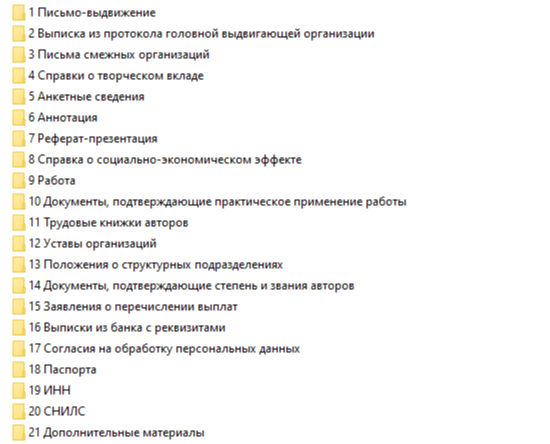 1 Письмо-выдвижение
2 Выписка из протокола головной выдвигающей организации
3 Письма смежных организаций
4 Справки о творческом вкладе
5 Анкетные сведения
6 Аннотация
7 Реферат-презентация
8 Справка о социально-экономическом эффекте
9 Работа
10 Документы, подтверждающие практическое применение работы
11 Трудовые книжки авторов
12 Уставы организаций
13 Положения о структурных подразделениях
14 Документы, подтверждающие степень и звания авторов
15 Заявления о перечислении выплат
16 Выписки из банка с реквизитами
17 Согласия на обработку персональных данных
18 Паспорта
19 ИНН
20 СНИЛС
21 Дополнительные материалы